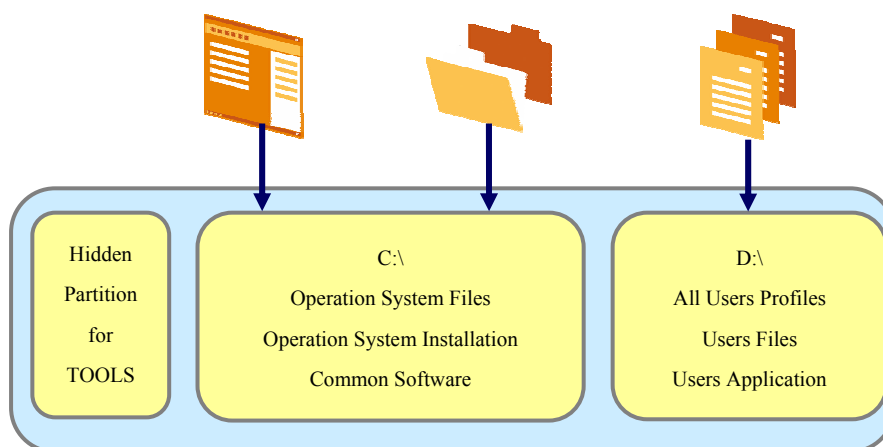 Hidden
Partition
for
TOOLS
C:\
Operation System Files
Operation System Installation
Common Software
D:\
All Users Profiles
Users Files
Users Application